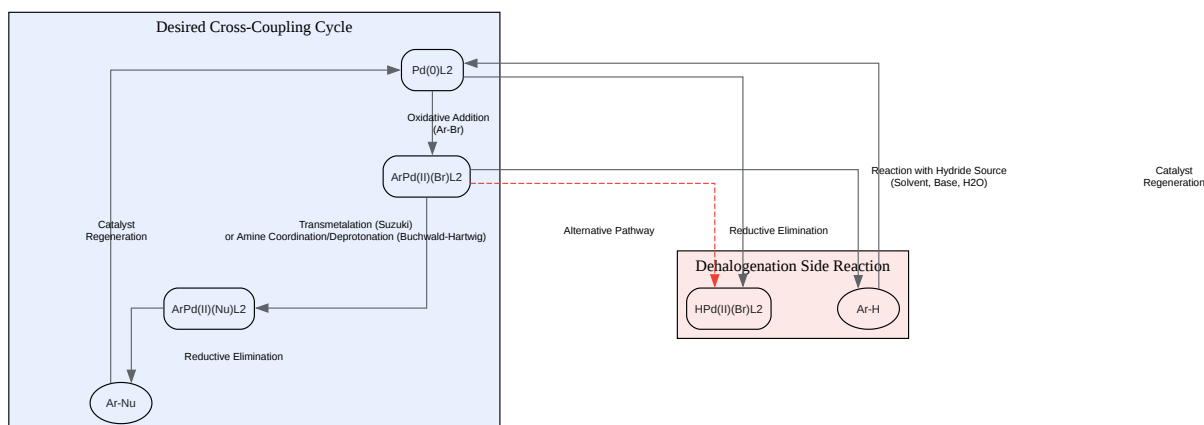 Desired Cross-Coupling Cycle
Pd(0)L2
Oxidative Addition
(Ar-Br)
ArPd(II)(Br)L2
Reaction with Hydride Source
(Solvent, Base, H2O)
Catalyst
Regeneration
Catalyst
Regeneration
Transmetalation (Suzuki)
or Amine Coordination/Deprotonation (Buchwald-Hartwig)
Alternative Pathway
Reductive Elimination
Dehalogenation Side Reaction
ArPd(II)(Nu)L2
HPd(II)(Br)L2
Ar-H
Reductive Elimination
Ar-Nu